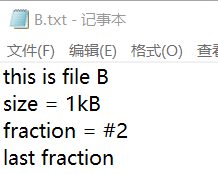 B.txt - 记事本
文件(F) 编辑(E) 格式(O) 查看
this is file B
size = 1kB
fraction = #2
last fraction